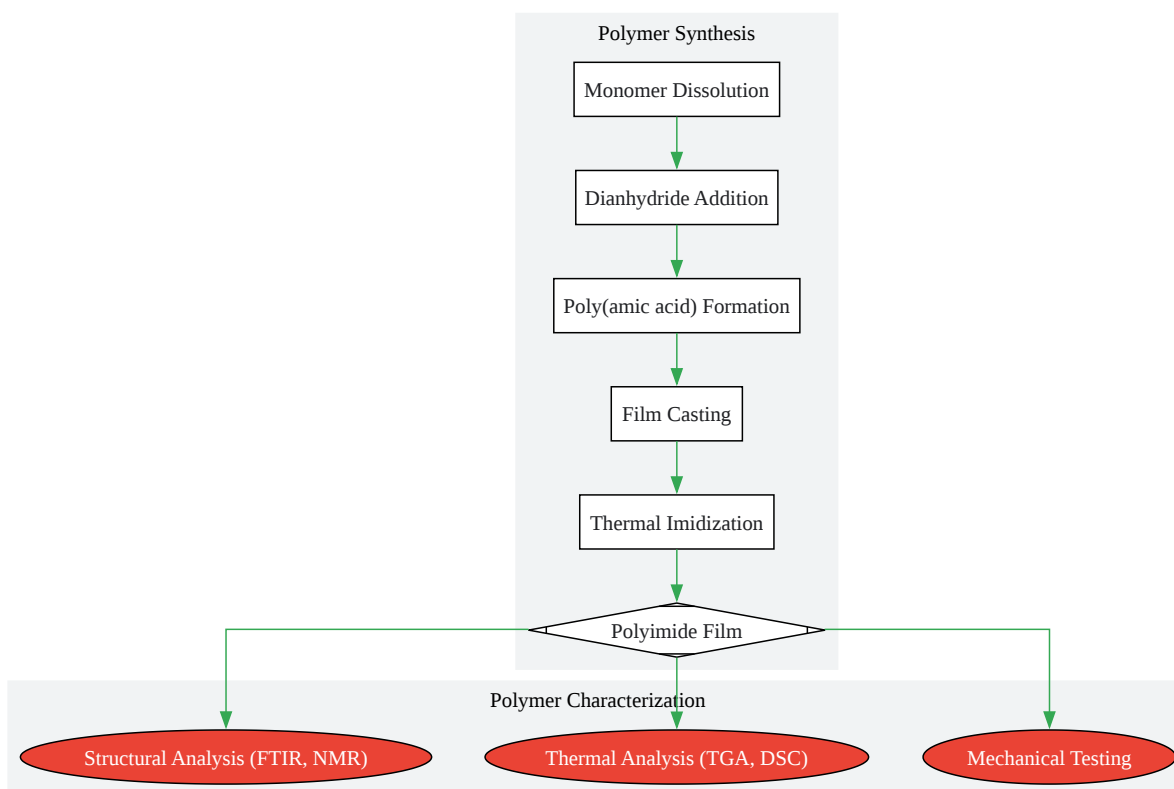 Polymer Synthesis
Monomer Dissolution
Dianhydride Addition
Poly(amic acid) Formation
Film Casting
Thermal Imidization
Polyimide Film
Polymer Characterization
Structural Analysis (FTIR, NMR)
Thermal Analysis (TGA, DSC)
Mechanical Testing